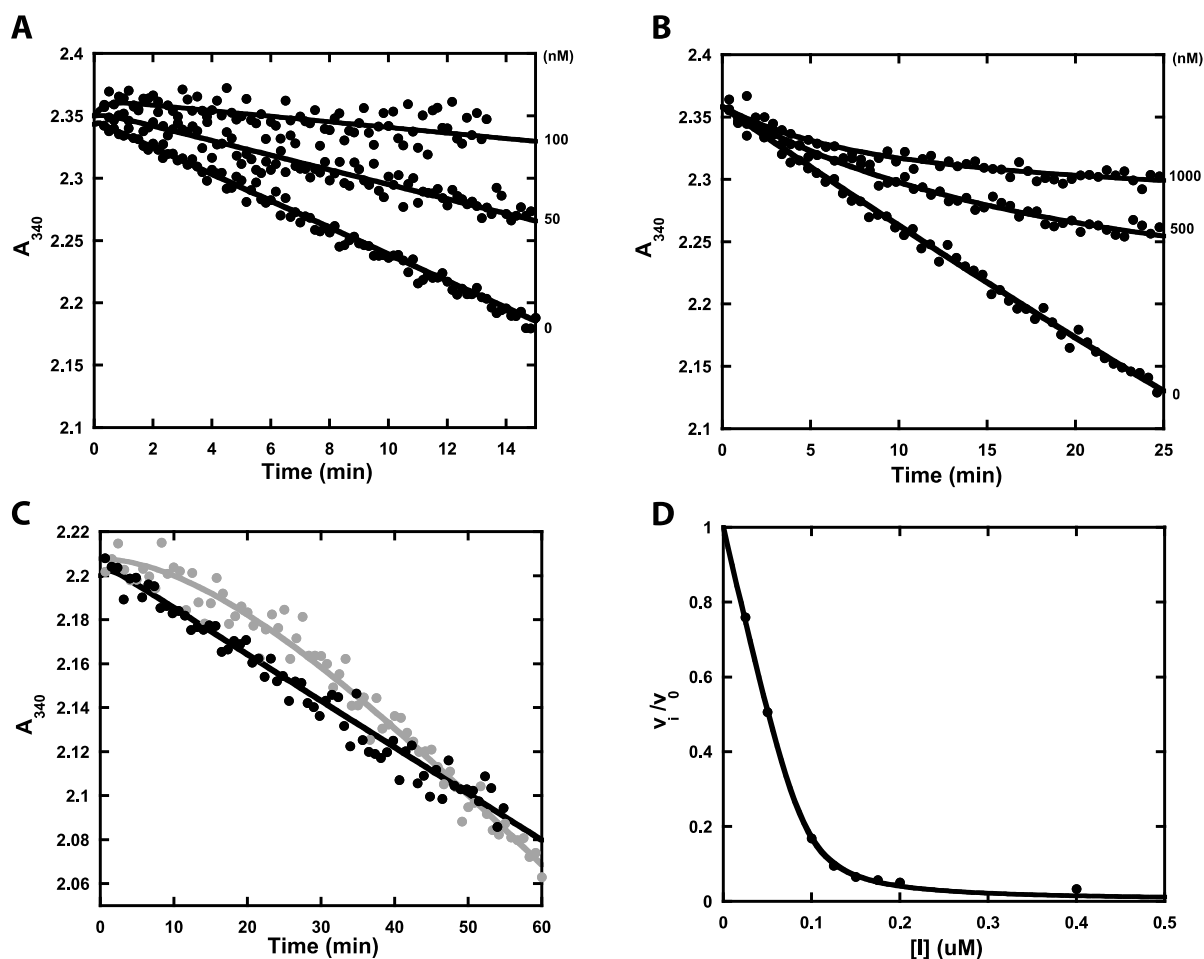 A
(nM)
2.4
2.35
100
2.3
50
A340
2.25
2.2
0
2.15
2.1
0 2 4 6 8 10 12 14
Time (min)
B
(nM)
2.4
2.35
2.3
1000
A340
2.25
500
2.2
2.15
0
2.1
0 5 10 15 20 25
Time (min)
C
2.22
2.2
2.18
2.16
A340
2.14
2.12
2.1
2.08
2.06
0 10 20 30 40 50 60
Time (min)
D
1
0.8
0.6
vi/v0
0.4
0.2
0
0 0.1 0.2 0.3 0.4 0.5
[I] (uM)